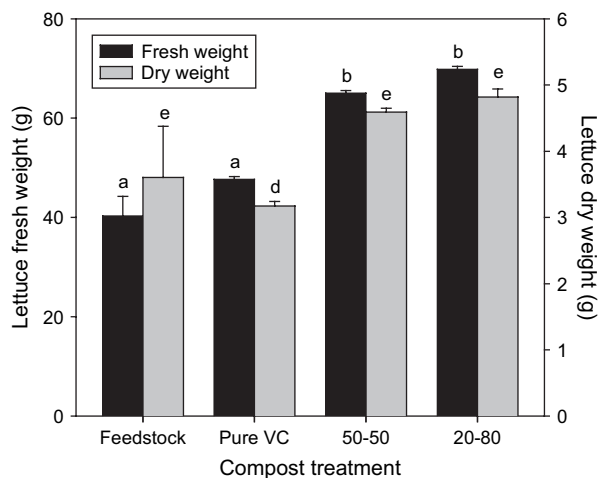 Fresh weight
Dry weight
Lettuce fresh weight (g)
80
60
40
20
0
a
e
a
d
b
e
b
e
6
5
4
3
2
1
0
Lettuce dry weight (g)
Feedstock
Pure VC
50-50
20-80
Compost treatment